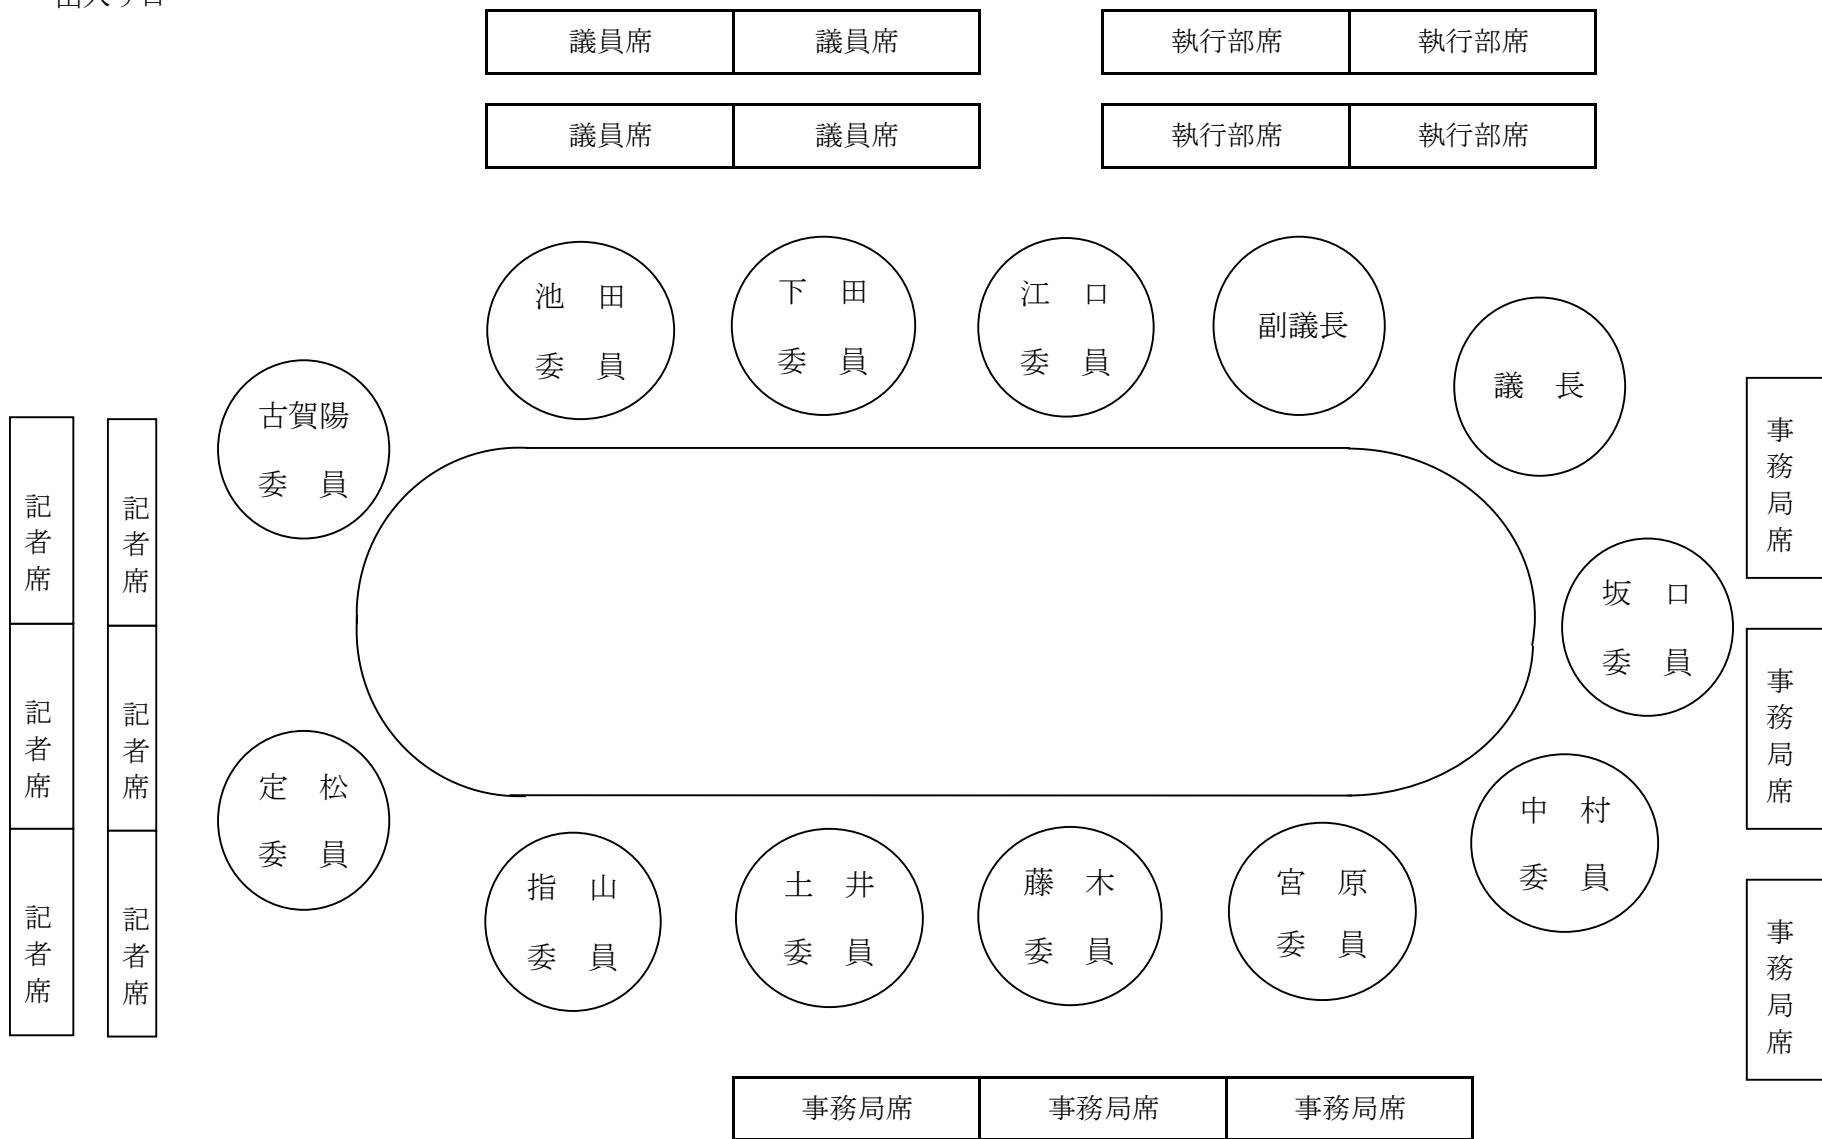 議員席 議員席 執行部席 執行部席
議員席 議員席 執行部席 執行部席
池 田
委 員
下 田
委 員
江 口
委 員
副議長
議 長
古賀陽
委 員
坂 口
委 員
定 松
委 員
中 村
委 員
指 山
委 員
土 井
委 員
藤 木
委 員
宮 原
委 員
記者席
記者席
記者席
記者席
記者席
記者席
事務局席
事務局席
事務局席
事務局席 事務局席 事務局席